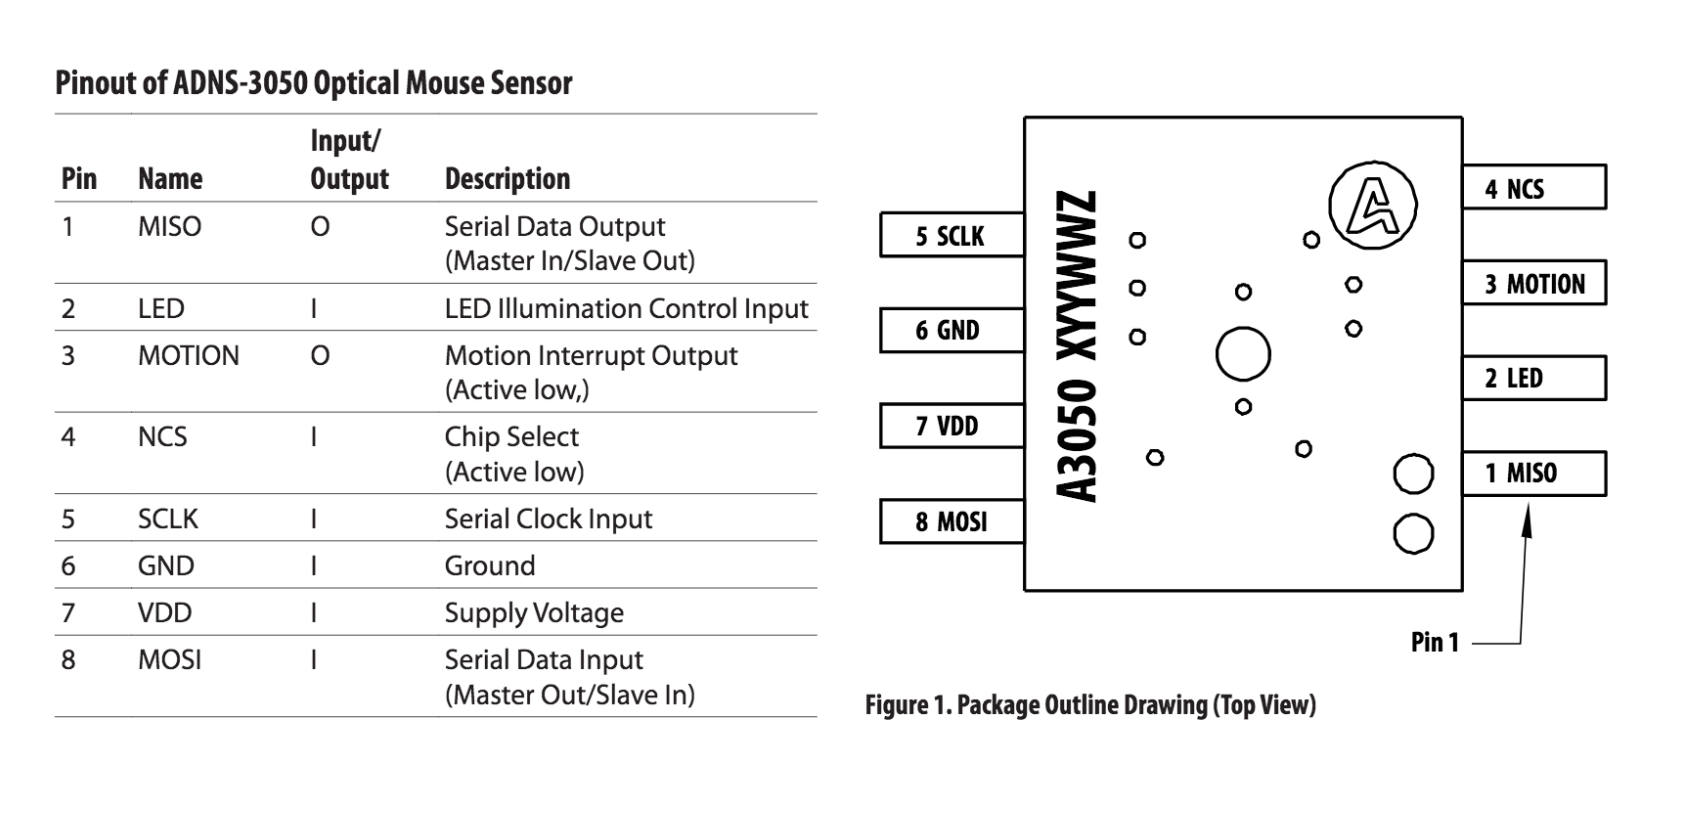 Pinout of ADNS-3050 Optical Mouse Sensor
Input/
Pin Name Output Description
1 MISO O Serial Data Output
(Master In/Slave Out)
2 LED I LED Illumination Control Input
3 MOTION O Motion Interrupt Output
(Active low,)
4 NCS I Chip Select
(Active low)
5 SCLK I Serial Clock Input
6 GND I Ground
7 VDD I Supply Voltage
8 MOSI I Serial Data Input
(Master Out/Slave In)
5 SCLK
6 GND
7 VDD
8 MOSI
A3050 XYYWWZ
A
4 NCS
3 MOTION
2 LED
1 MISO
Pin 1
Figure 1. Package Outline Drawing (Top View)